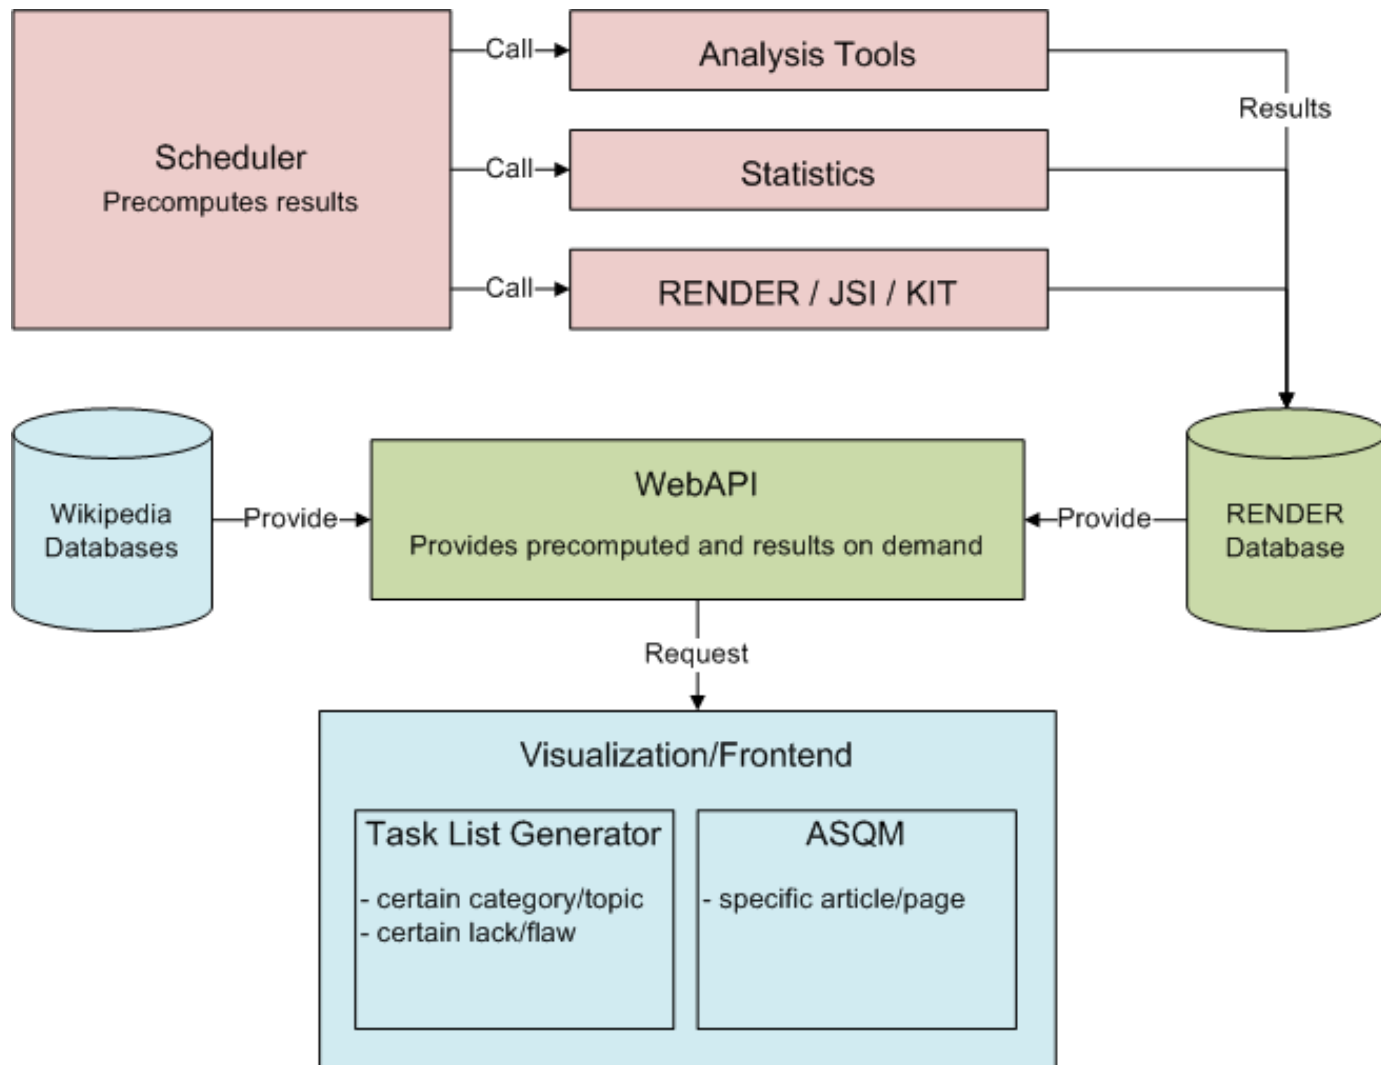 Scheduler
Precomputes results
Call
Analysis Tools
Results
Call
Statistics
Call
RENDER / JSI / KIT
Wikipedia
Databases
Provide
WebAPI
Provides precomputed and results on demand
Provide
RENDER
Database
Request
Visualization/Frontend
Task List Generator
- certain category/topic
- certain lack/flaw
ASQM
- specific article/page